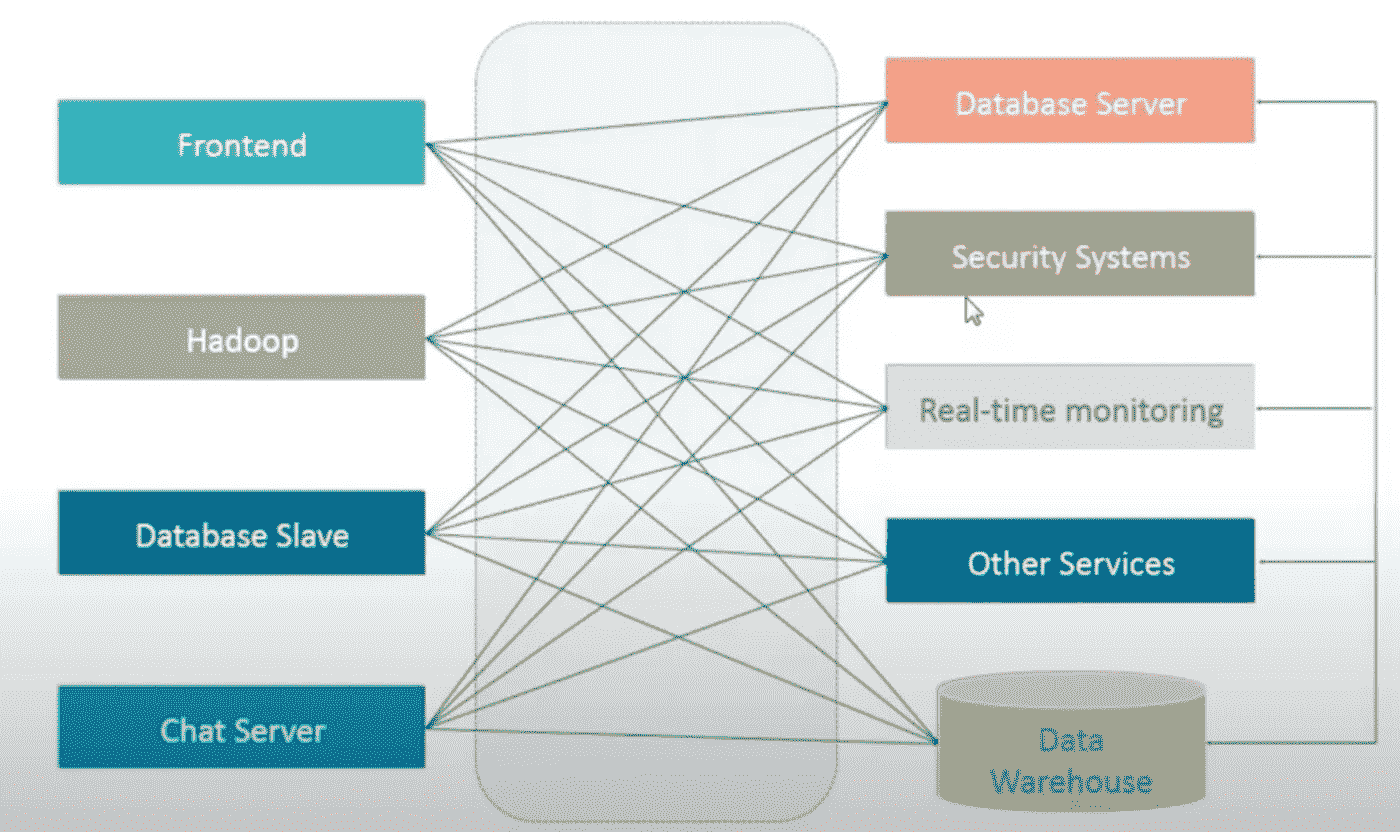 Frontend
Hadoop
Database Slave
Chat Server
Database Server
Security Systems
Real-time monitoring
Other Services
Data
Warehouse